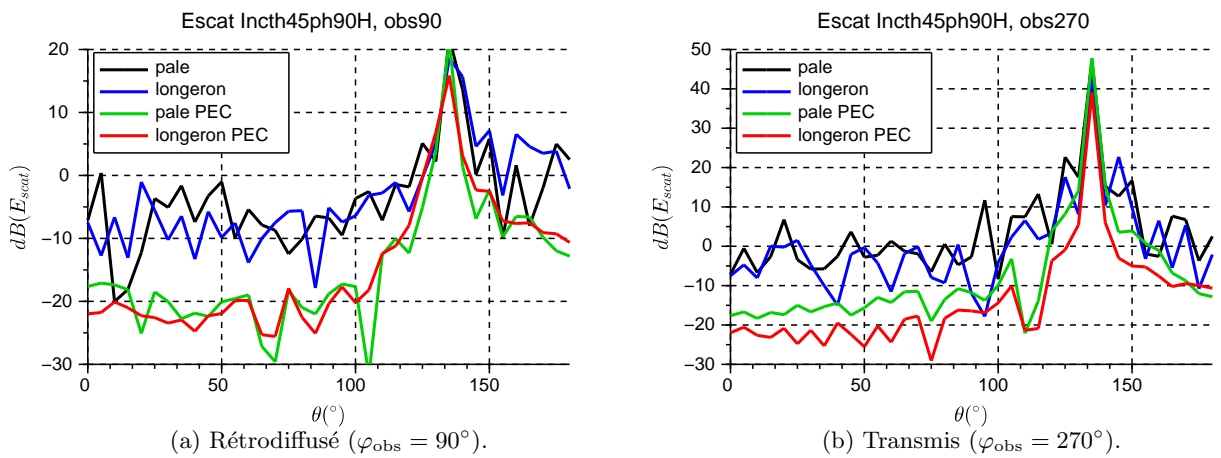 Escat Incth45ph90H, obs90
20
10
0
−10
−20
−30
0
50
100
150
dB(E_scat)
θ(°)
pale
longeron
pale PEC
longeron PEC
(a) Rétrodiffusé (φobs = 90°).
Escat Incth45ph90H, obs270
50
40
30
20
10
0
−10
−20
−30
0
50
100
150
dB(E_scat)
θ(°)
pale
longeron
pale PEC
longeron PEC
(b) Transmis (φobs = 270°).